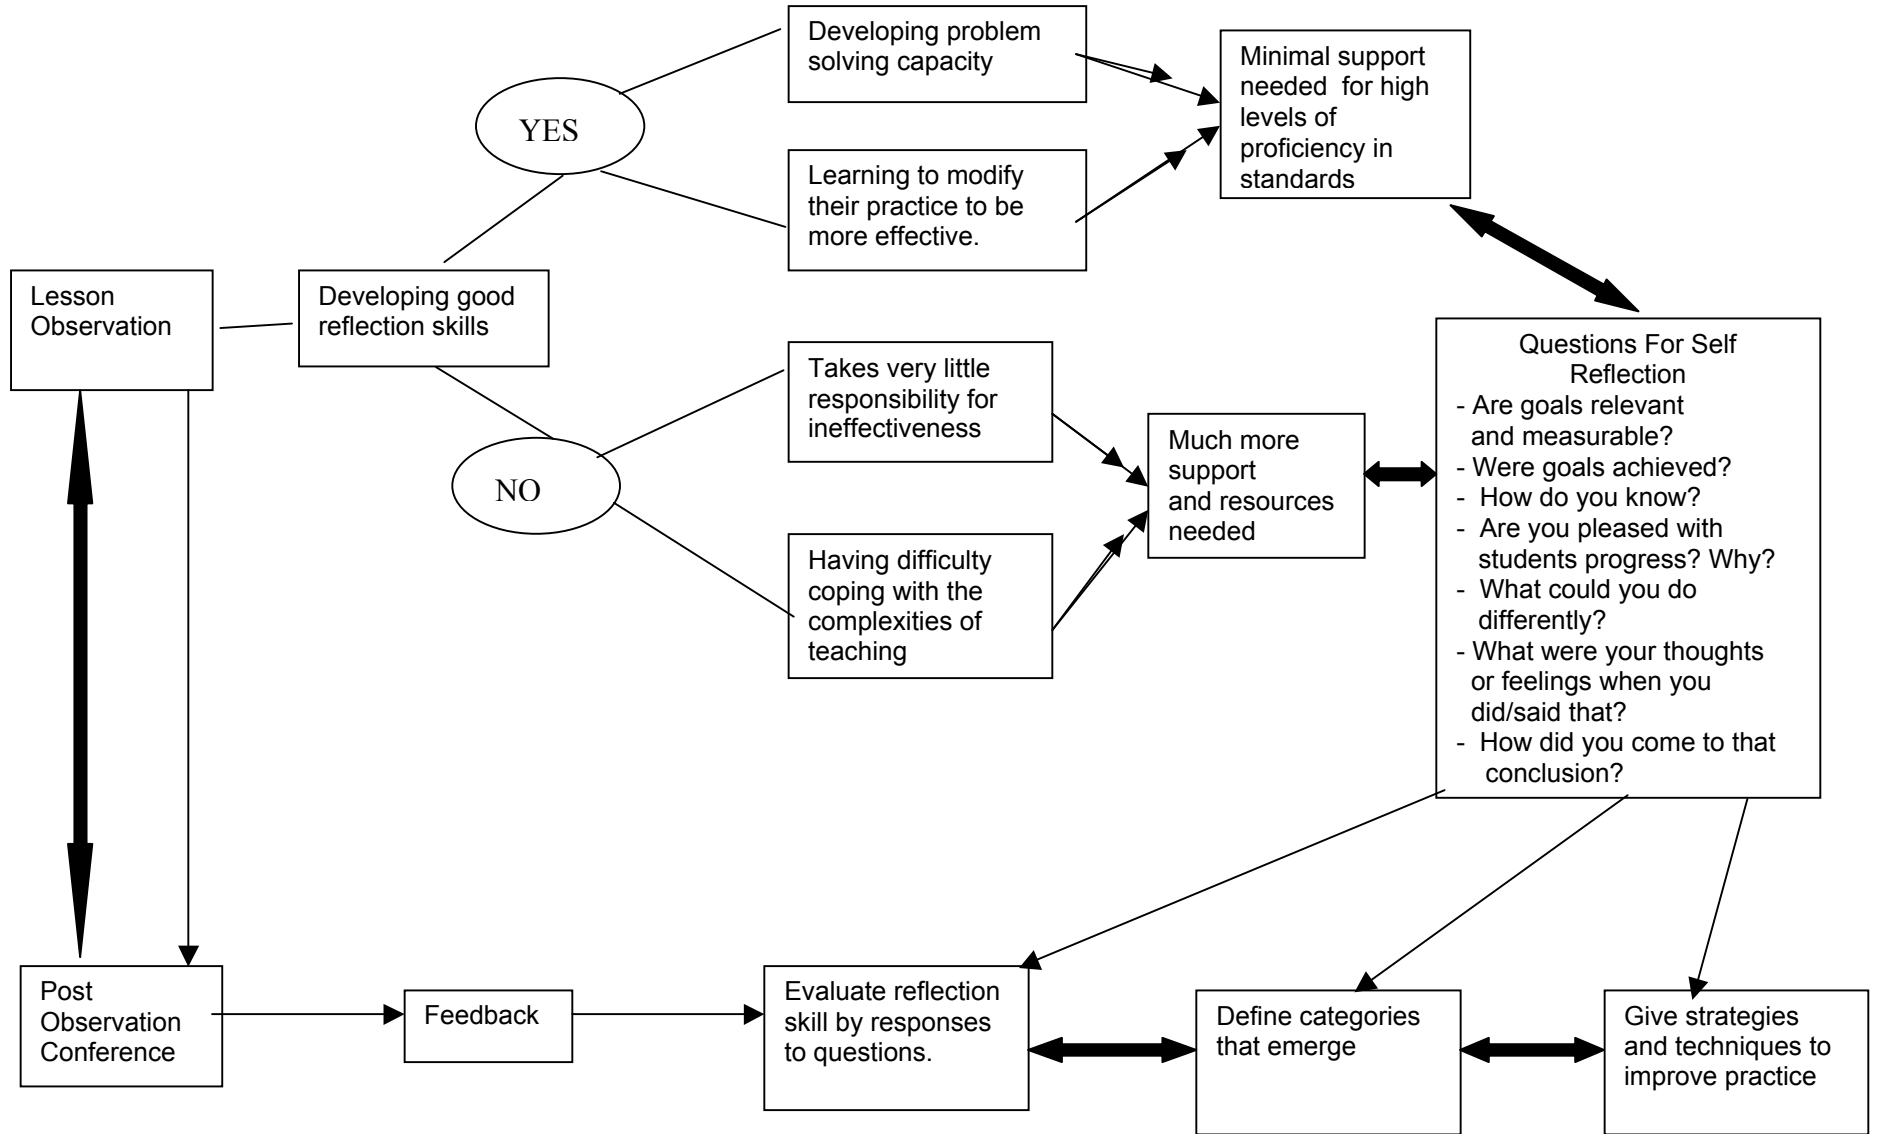 Developing problem
solving capacity
Minimal support
needed  for high
levels of
proficiency in
standards
YES
Learning to modify
their practice to be
more effective.
Lesson
Observation
Developing good
reflection skills
Takes very little
responsibility for
ineffectiveness
NO
Having difficulty
coping with the
complexities of
teaching
Much more
support
and resources
needed
Questions For Self
Reflection
- Are goals relevant
and measurable?
- Were goals achieved?
-  How do you know?
-  Are you pleased with
students progress? Why?
-  What could you do
differently?
- What were your thoughts
or feelings when you
did/said that?
-  How did you come to that
conclusion?
Post
Observation
Conference
Feedback
Evaluate reflection
skill by responses
to questions.
Define categories
that emerge
Give strategies
and techniques to
improve practice